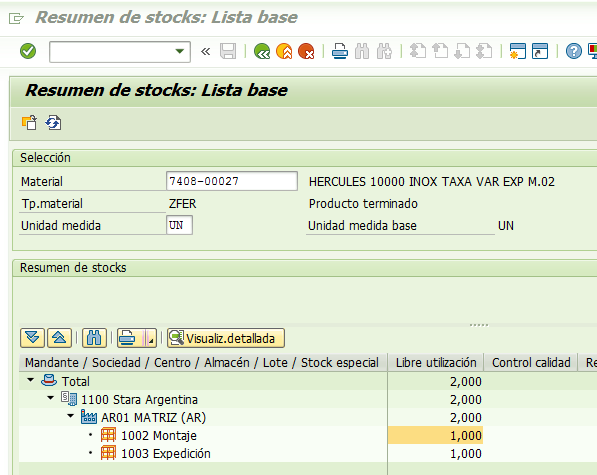 Resumen de stocks: Lista base
Resumen de stocks: Lista base
Selección
Material 7408-00027 HERCULES 10000 INOX TAXA VAR EXP M.02
Tp.material ZFER Producto terminado
Unidad medida UN Unidad medida base UN
Resumen de stocks
Visualiz.detallada
Mandante / Sociedad / Centro / Almacén / Lote / Stock especial Libre utilización Control calidad Re
Total 2,000
1100 Stara Argentina 2,000
AR01 MATRIZ (AR) 2,000
1002 Montaje 1,000
1003 Expedición 1,000